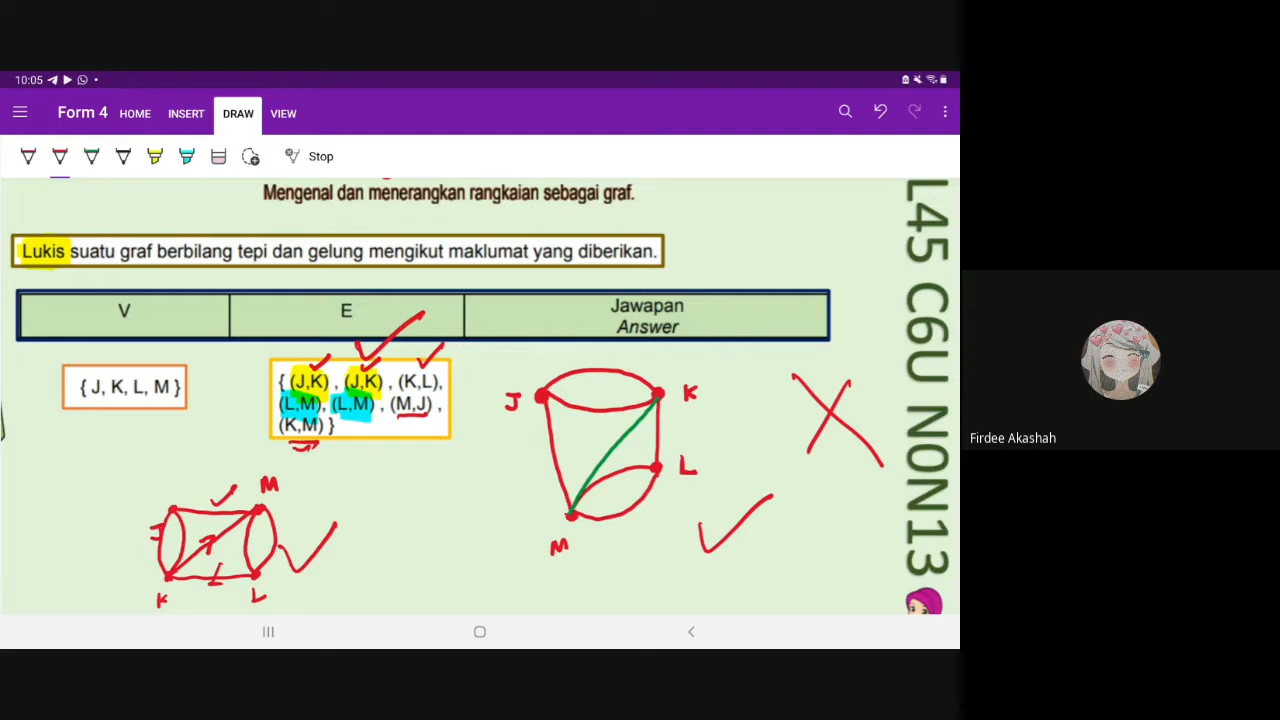 10:05
Form 4 HOME INSERT DRAW VIEW
Stop
Mengenal dan menerangkan rangkaian sebagai graf.
Lukis suatu graf berbilang tepi dan gelung mengikut maklumat yang diberikan.
V
E
Jawapan
Answer
{ J, K, L, M }
{ (J,K) , (J,K) , (K,L),
(L,M), (L,M) , (M,J) ,
(K,M) }
J
K
L
M
M
J
K
L
L45 C6U N0N13
Firdee Akashah